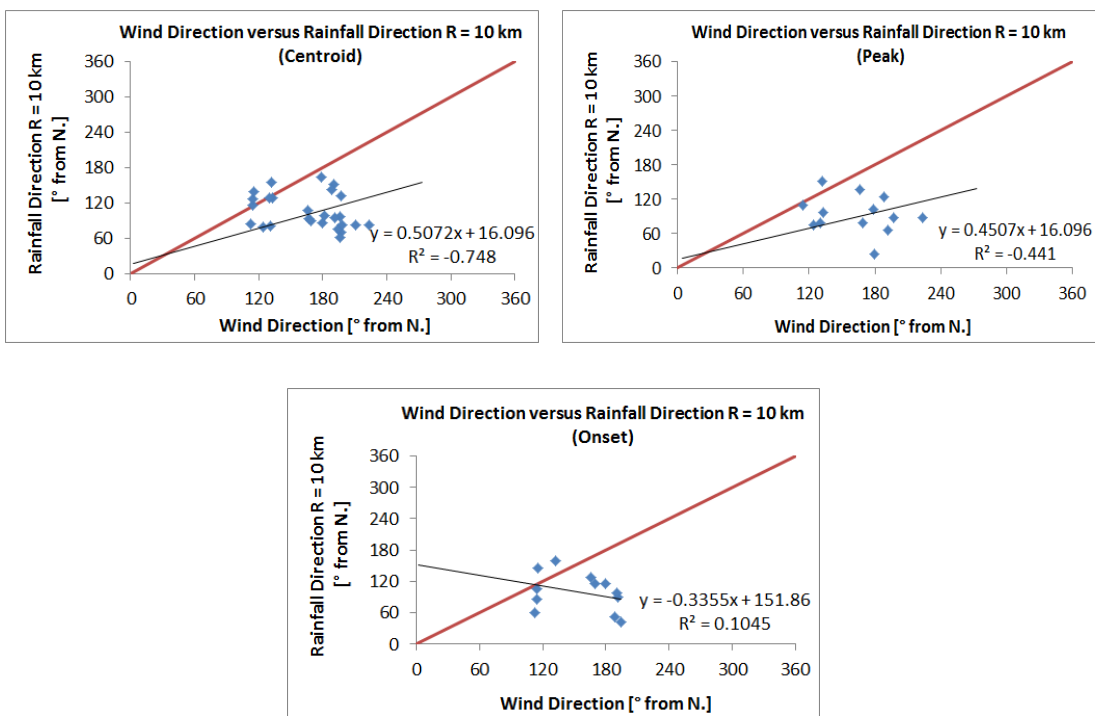 Wind Direction versus Rainfall Direction R = 10 km
(Centroid)
Rainfall Direction R = 10 km
[° from N.]
360
300
240
180
120
60
0
y = 0.5072x + 16.096
R² = -0.748
0 60 120 180 240 300 360
Wind Direction [° from N.]
Wind Direction versus Rainfall Direction R = 10 km
(Peak)
Rainfall Direction R = 10 km
[° from N.]
360
300
240
180
120
60
0
y = 0.4507x + 16.096
R² = -0.441
0 60 120 180 240 300 360
Wind Direction [° from N.]
Wind Direction versus Rainfall Direction R = 10 km
(Onset)
Rainfall Direction R = 10 km
[° from N.]
360
300
240
180
120
60
0
y = -0.3355x + 151.86
R² = 0.1045
0 60 120 180 240 300 360
Wind Direction [° from N.]